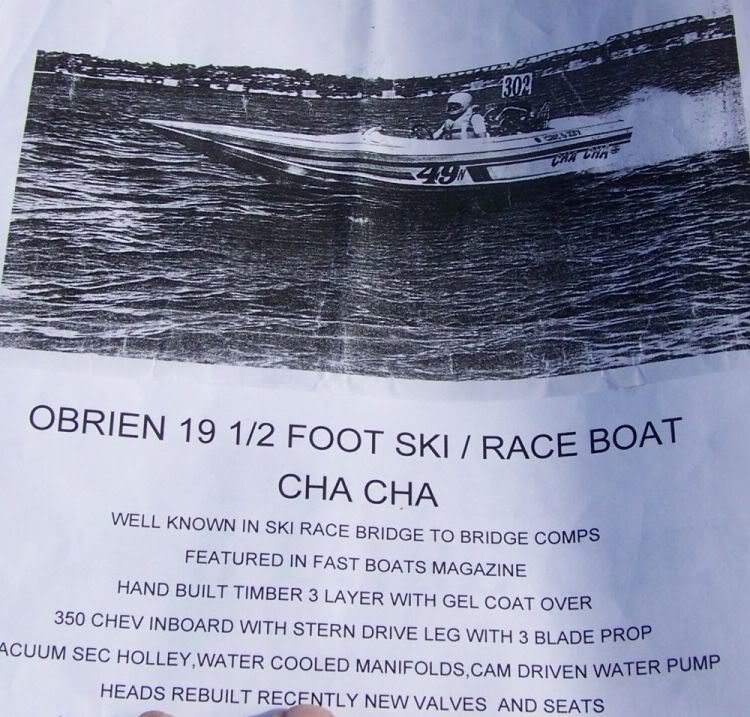 302
CHA CHA
49N
OBRIEN 19 1/2 FOOT SKI / RACE BOAT
CHA CHA
WELL KNOWN IN SKI RACE BRIDGE TO BRIDGE COMPS
FEATURED IN FAST BOATS MAGAZINE
HAND BUILT TIMBER 3 LAYER WITH GEL COAT OVER
350 CHEV INBOARD WITH STERN DRIVE LEG WITH 3 BLADE PROP
ACUUM SEC HOLLEY,WATER COOLED MANIFOLDS,CAM DRIVEN WATER PUMP
HEADS REBUILT RECENTLY NEW VALVES AND SEATS